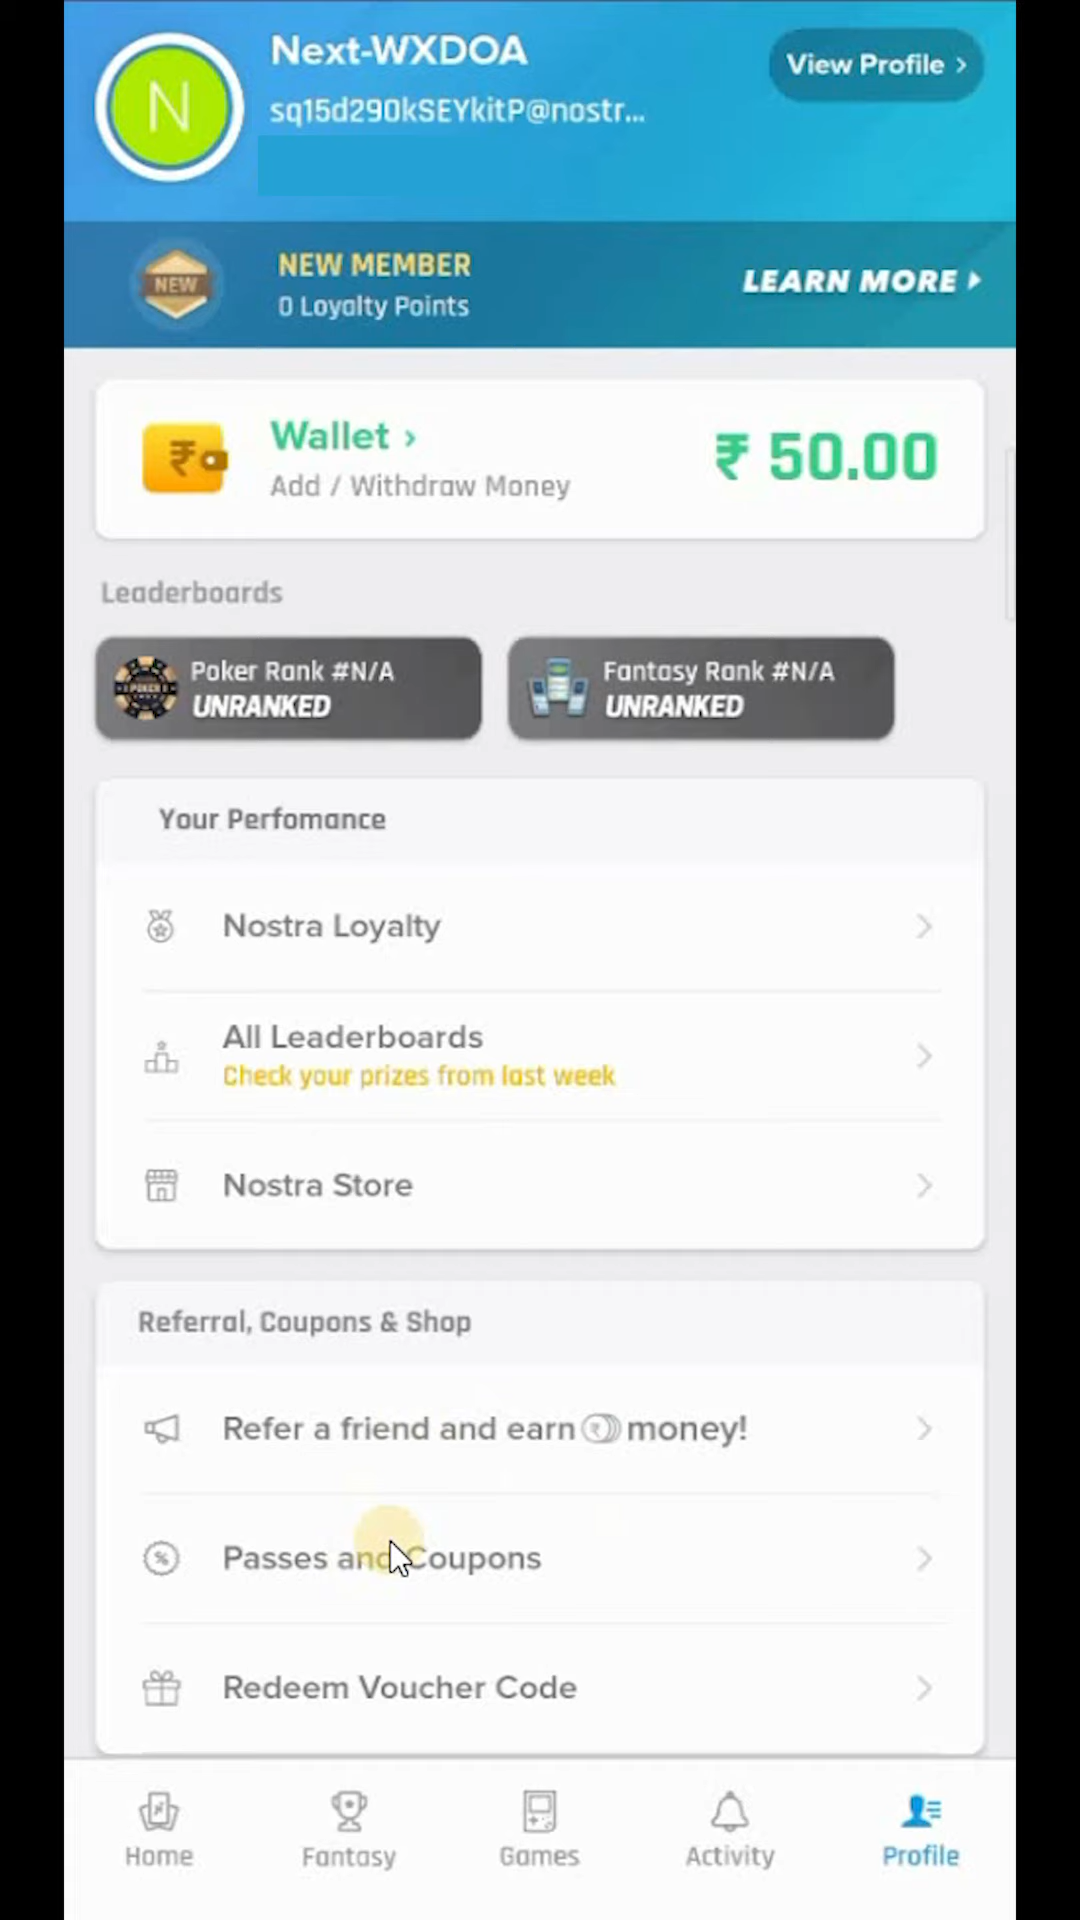 Next-WXDOA
View Profile >
N
sq15d290kSEYkitP@nostr...
NEW
NEW MEMBER
0 Loyalty Points
LEARN MORE
Wallet >
₹ 50.00
Add / Withdraw Money
Leaderboards
POKER
Poker Rank #N/A
UNRANKED
Fantasy Rank #N/A
UNRANKED
Your Perfomance
Nostra Loyalty
All Leaderboards
Check your prizes from last week
Nostra Store
Referral, Coupons & Shop
Refer a friend and earn ₹ money!
Passes and Coupons
Redeem Voucher Code
Home
Fantasy
Games
Activity
Profile